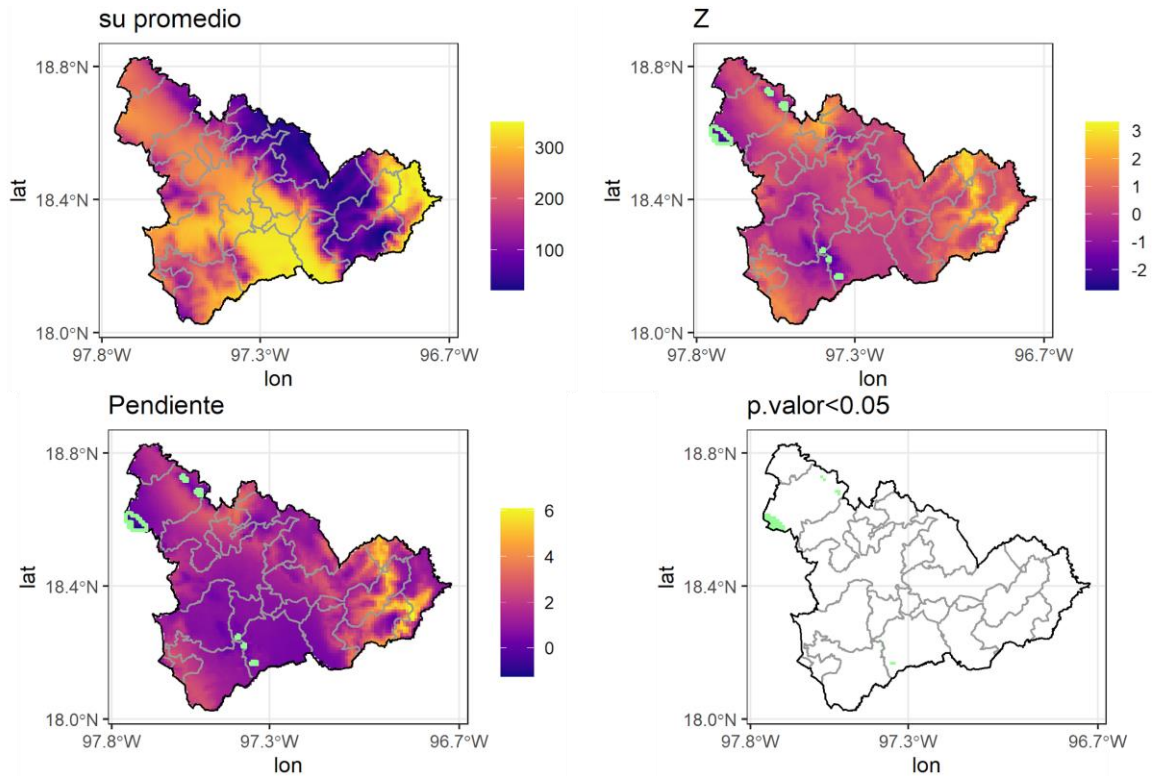 su promedio
18.8°N
18.4°N
18.0°N
lat
97.8°W
97.3°W
96.7°W
lon
300
200
100
Z
18.8°N
18.4°N
18.0°N
lat
97.8°W
97.3°W
96.7°W
lon
3
2
1
0
-1
-2
Pendiente
18.8°N
18.4°N
18.0°N
lat
97.8°W
97.3°W
96.7°W
lon
6
4
2
0
p.valor<0.05
18.8°N
18.4°N
18.0°N
lat
97.8°W
97.3°W
96.7°W
lon